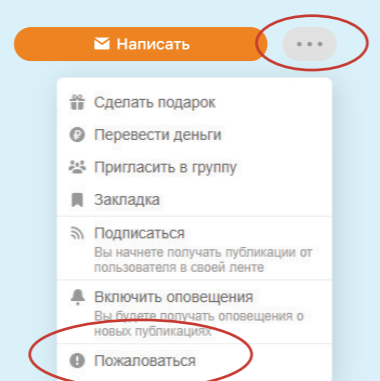 Написать
Сделать подарок
Перевести деньги
Пригласить в группу
Закладка
Подписаться
Вы начнете получать публикации от
пользователя в своей ленте
Включить оповещения
Вы будете получать оповещения о
новых публикациях
Пожаловаться